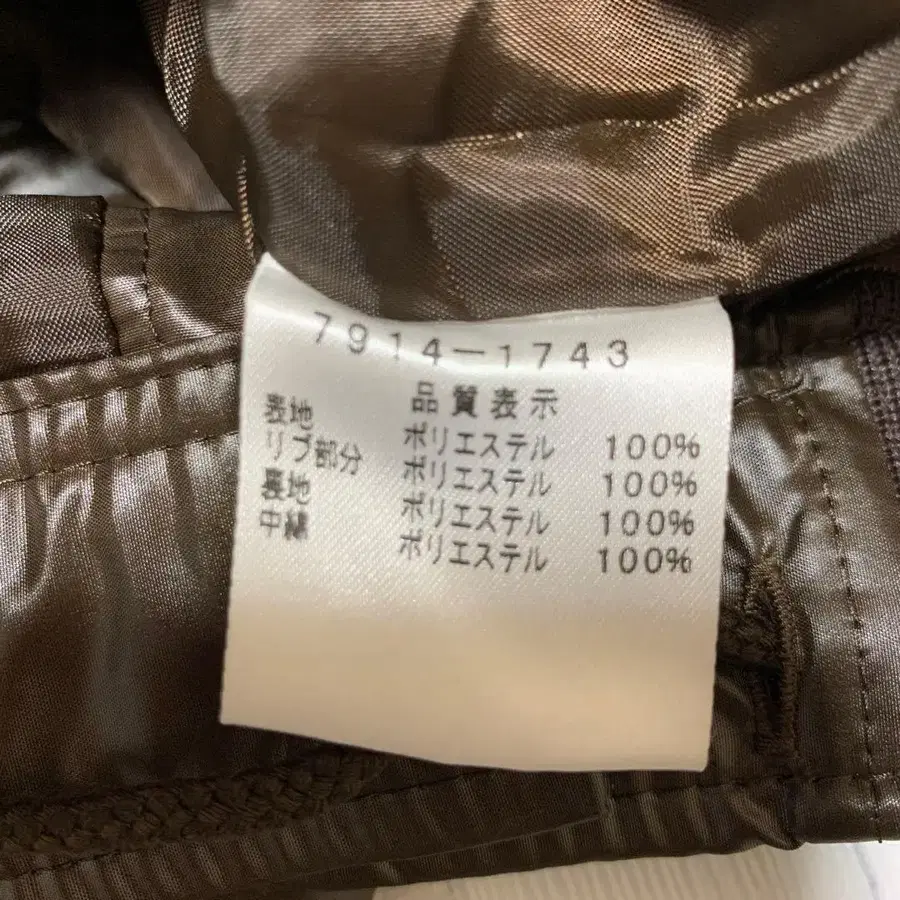 7914-1743
品質表示
表地 ポリエステル 100%
リブ部分 ポリエステル 100%
裏地 ポリエステル 100%
中綿 ポリエステル 100%